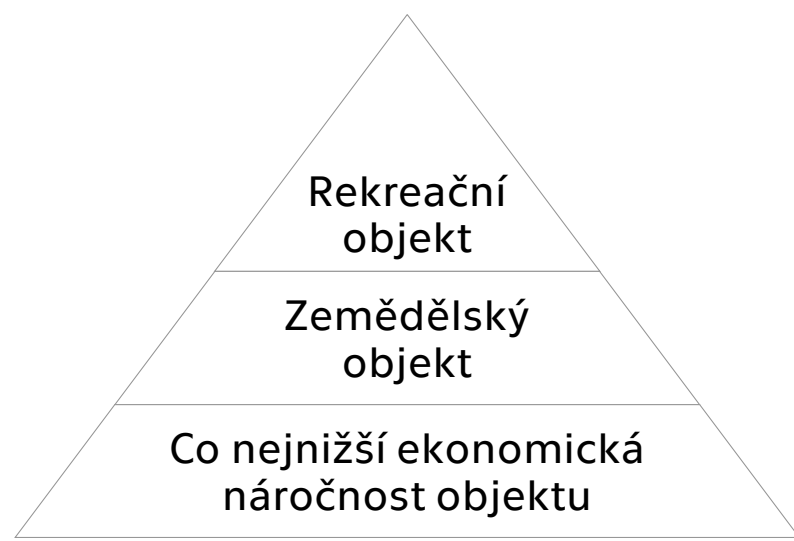 Rekreační
objekt
Zemědělský
objekt
Co nejnižší ekonomická
náročnost objektu